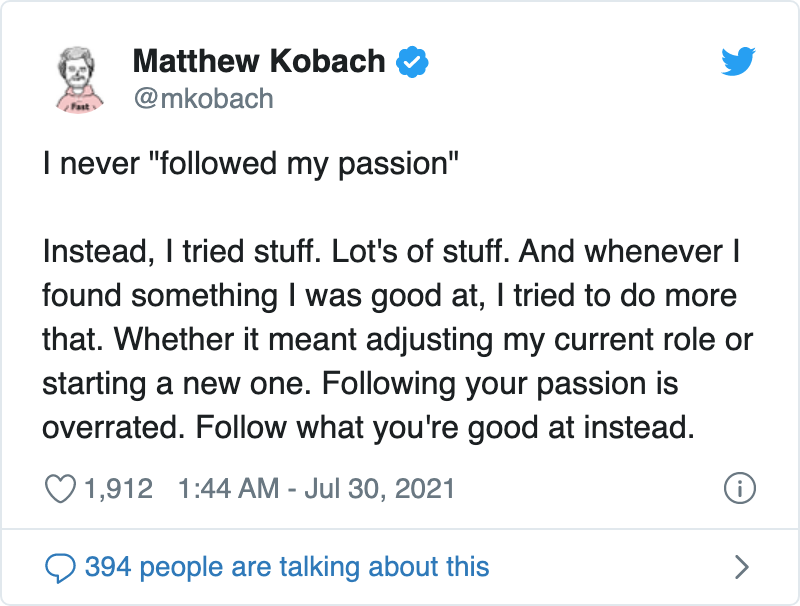 Matthew Kobach
@mkobach
Fast
I never "followed my passion"
Instead, I tried stuff. Lot's of stuff. And whenever I
found something I was good at, I tried to do more
that. Whether it meant adjusting my current role or
starting a new one. Following your passion is
overrated. Follow what you're good at instead.
1,912 1:44 AM - Jul 30, 2021
394 people are talking about this